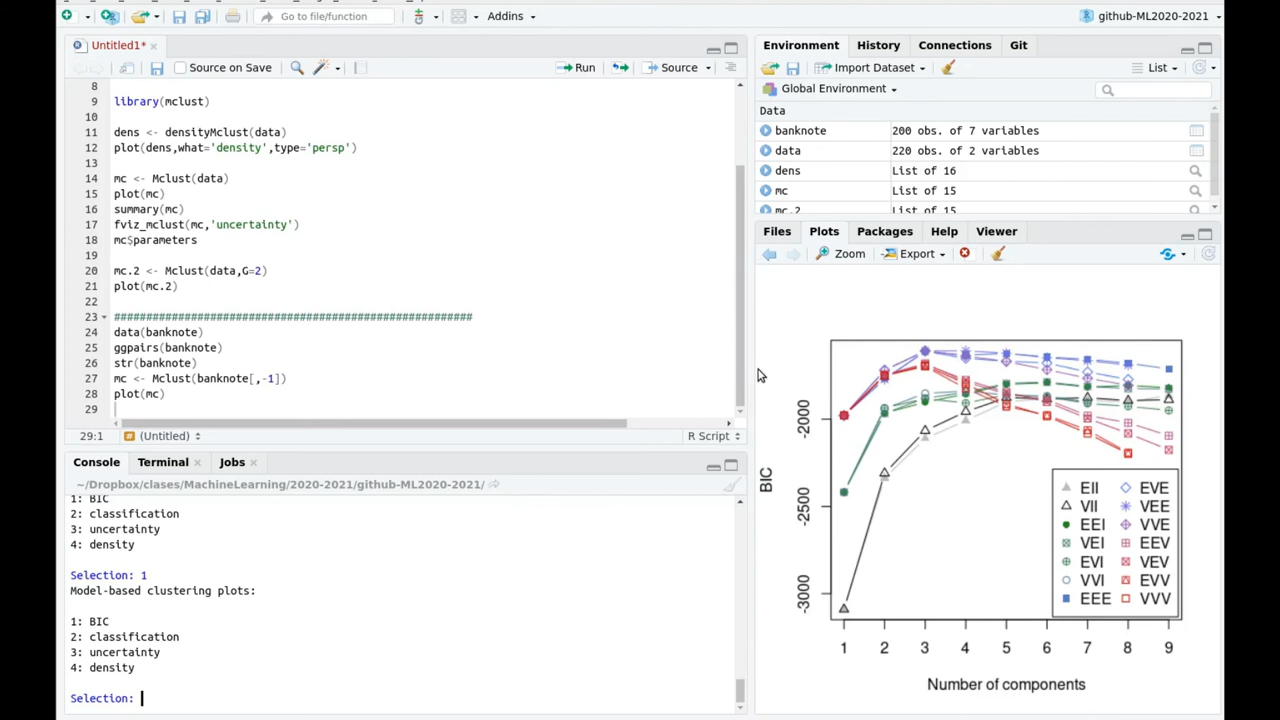 Go to file/function
Addins
github-ML2020-2021
Untitled1*
Source on Save
Run
Source
8
9 library(mclust)
10
11 dens <- densityMclust(data)
12 plot(dens,what='density',type='persp')
13
14 mc <- Mclust(data)
15 plot(mc)
16 summary(mc)
17 fviz_mclust(mc,'uncertainty')
18 mc$parameters
19
20 mc.2 <- Mclust(data,G=2)
21 plot(mc.2)
22
23 ########################################################
24 data(banknote)
25 ggpairs(banknote)
26 str(banknote)
27 mc <- Mclust(banknote[,-1])
28 plot(mc)
29
29:1 (Untitled) R Script
Console Terminal Jobs
~/Dropbox/clases/MachineLearning/2020-2021/github-ML2020-2021/
1: BIC
2: classification
3: uncertainty
4: density
Selection: 1
Model-based clustering plots:
1: BIC
2: classification
3: uncertainty
4: density
Selection:
Environment History Connections Git
Import Dataset List
Global Environment
Data
banknote 200 obs. of 7 variables
data 220 obs. of 2 variables
dens List of 16
mc List of 15
mc.2 List of 15
Files Plots Packages Help Viewer
Zoom Export
BIC
-2000
-2500
-3000
EII EVE
VII VEE
EEI VVE
VEI EEV
EVI VEV
VVI EVV
EEE VVV
1 2 3 4 5 6 7 8 9
Number of components